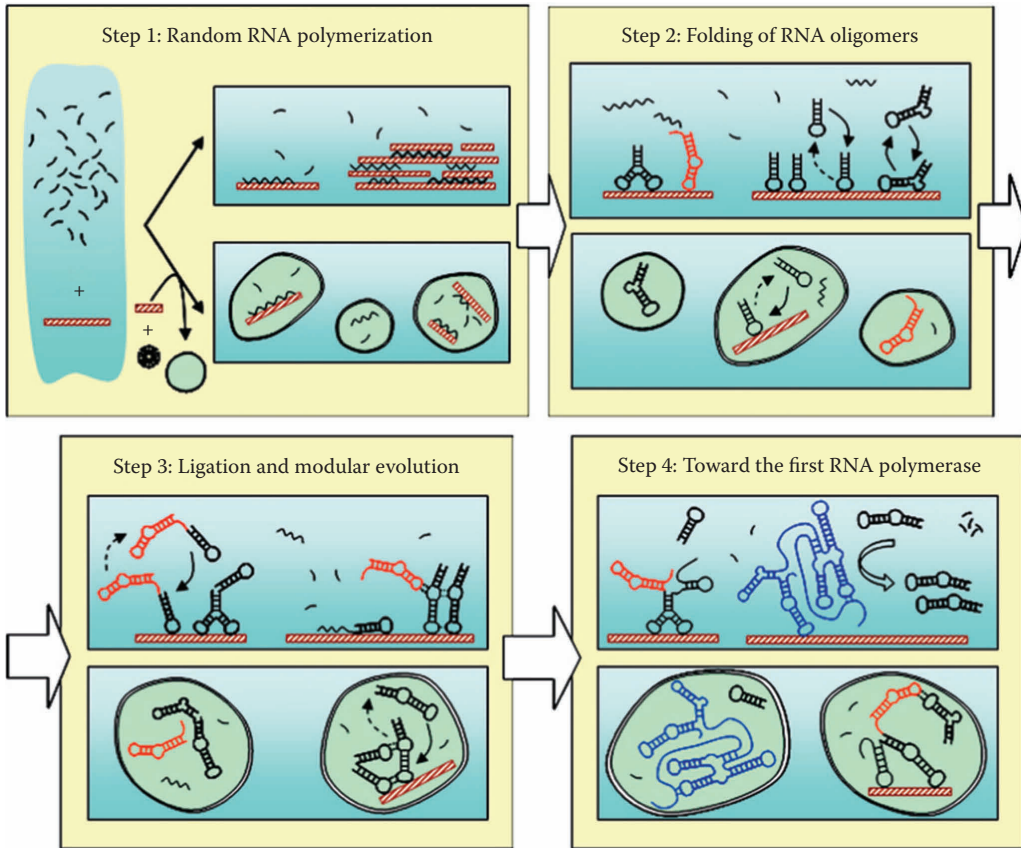 Step 1: Random RNA polymerization
+
+
Step 2: Folding of RNA oligomers
Step 3: Ligation and modular evolution
Step 4: Toward the first RNA polymerase